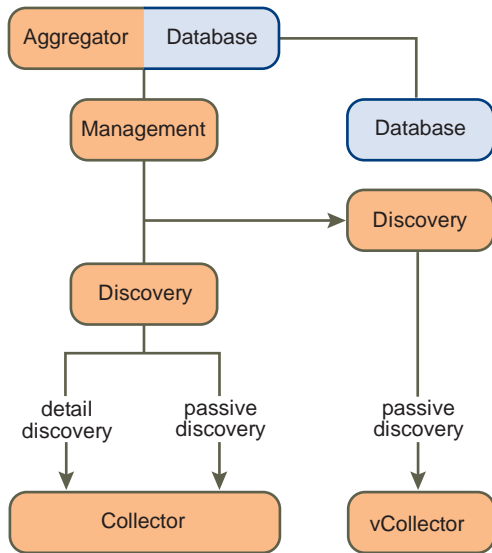 Aggregator Database
Management
Database
Discovery
Discovery
detail
discovery
passive
discovery
passive
discovery
Collector
vCollector